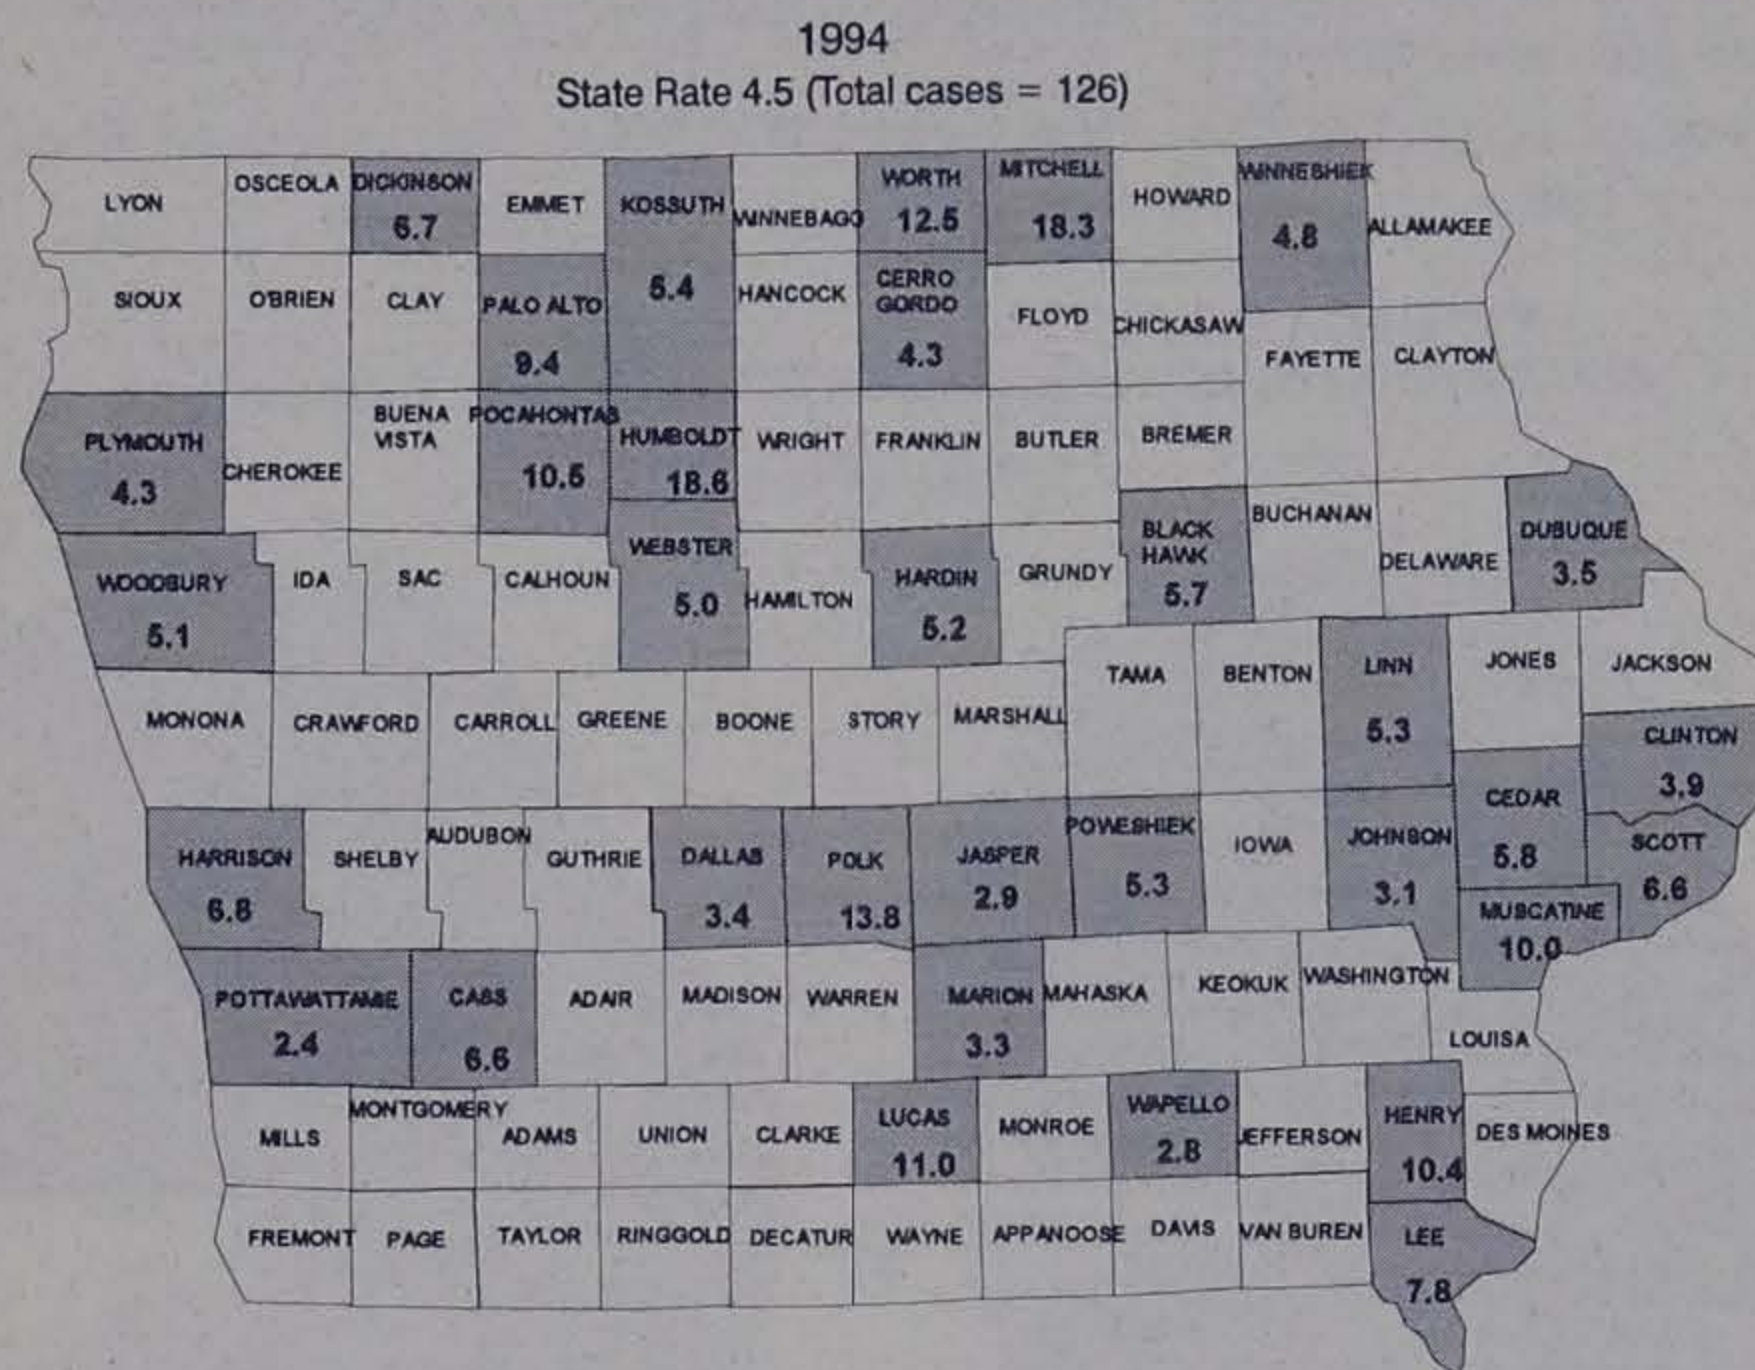 1994
State Rate 4.5 (Total cases = 126)
LYON
OSCEOLA
DICKINSON
6.7
EMMET
KOSSUTH
5.4
WINNEBAGO
WORTH
12.5
MITCHELL
18.3
HOWARD
WINNESHIEK
4.8
ALLAMAKEE
SIOUX
O'BRIEN
CLAY
PALO ALTO
9.4
HANCOCK
CERRO
GORDO
4.3
FLOYD
CHICKASAW
FAYETTE
CLAYTON
PLYMOUTH
4.3
CHEROKEE
BUENA
VISTA
POCAHONTAS
10.5
HUMBOLDT
18.6
WRIGHT
FRANKLIN
BUTLER
BREMER
WOODBURY
5.1
IDA
SAC
CALHOUN
WEBSTER
5.0
HAMILTON
HARDIN
5.2
GRUNDY
BLACK
HAWK
5.7
BUCHANAN
DELAWARE
DUBUQUE
3.5
MONONA
CRAWFORD
CARROLL
GREENE
BOONE
STORY
MARSHALL
TAMA
BENTON
LINN
5.3
JONES
JACKSON
CLINTON
3.9
HARRISON
6.8
SHELBY
AUDUBON
GUTHRIE
DALLAS
3.4
POLK
13.8
JASPER
2.9
POWESHIEK
5.3
IOWA
JOHNSON
3.1
CEDAR
5.8
SCOTT
6.6
MUSCATINE
10.0
POTTAWATTAMIE
2.4
CASS
6.6
ADAIR
MADISON
WARREN
MARION
3.3
MAHASKA
KEOKUK
WASHINGTON
LOUISA
MILLS
MONTGOMERY
ADAMS
UNION
CLARKE
LUCAS
11.0
MONROE
WAPELLO
2.8
JEFFERSON
HENRY
10.4
DES MOINES
FREMONT
PAGE
TAYLOR
RINGGOLD
DECATUR
WAYNE
APPANOOSE
DAVIS
VAN BUREN
LEE
7.8